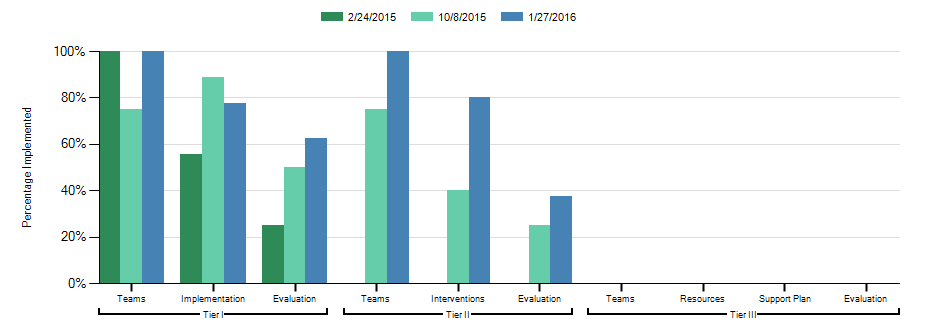 2/24/2015 10/8/2015 1/27/2016
Percentage Implemented
100%
80%
60%
40%
20%
0%
Teams Implementation Evaluation Teams Interventions Evaluation Teams Resources Support Plan Evaluation
Tier I Tier II Tier III